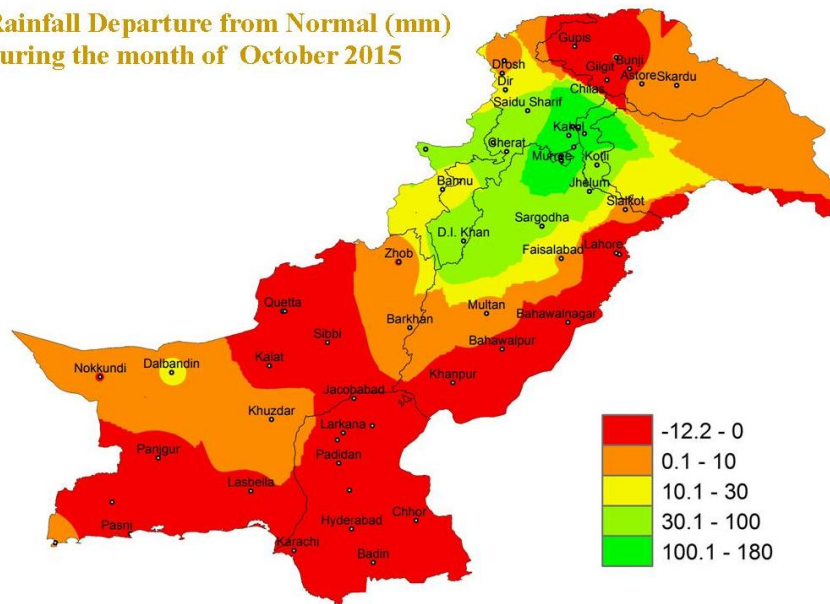 Rainfall Departure from Normal (mm)
uring the month of October 2015
Gupis
Drosh
Gilgit
Bunji
Astore
Skardu
Dir
Chilas
Saidu Sharif
Kakul
Cherat
Murree
Kotli
Bannu
Jhelum
Sialkot
Sargodha
D.I. Khan
Zhob
Faisalabad
Lahore
Quetta
Multan
Barkhan
Bahawalnagar
Sibbi
Bahawalpur
Kalat
Nokkundi
Dalbandin
Khanpur
Jacobabad
Khuzdar
Larkana
Panjgur
Padidan
Lasbella
Pasni
Hyderabad
Chhor
Karachi
Badin
-12.2 - 0
0.1 - 10
10.1 - 30
30.1 - 100
100.1 - 180